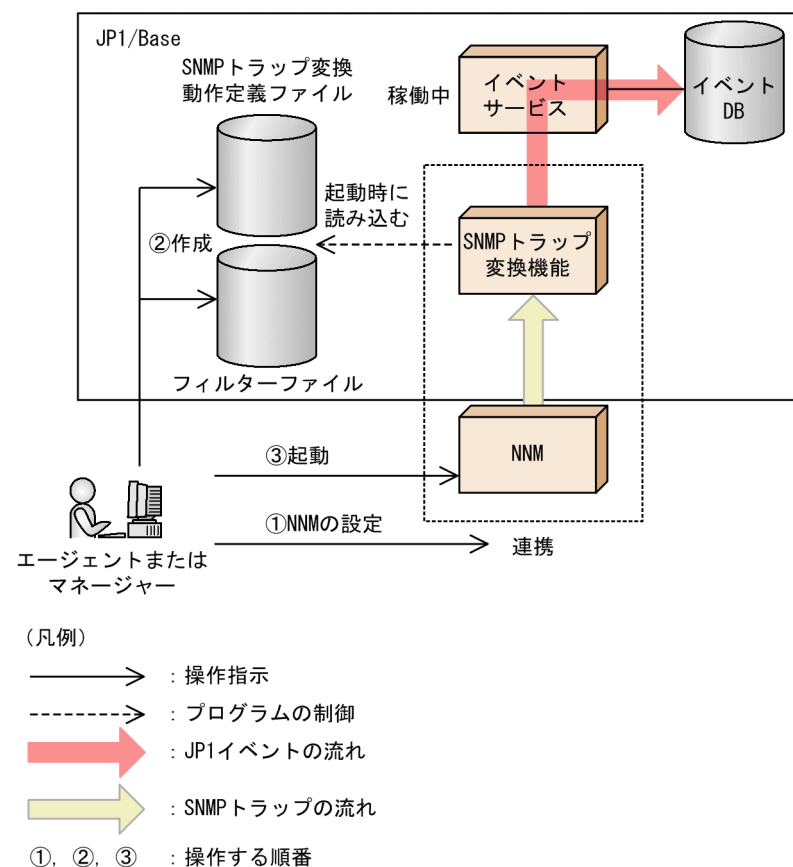 JP1/Base
SNMPトラップ変換
動作定義ファイル
稼働中
イベント
サービス
イベント
DB
起動時に
読み込む
②作成
SNMPトラップ
変換機能
フィルターファイル
③起動
NNM
①NNMの設定
連携
エージェントまたは
マネージャー
(凡例)
:操作指示
:プログラムの制御
:JP1イベントの流れ
:SNMPトラップの流れ
①, ②, ③ :操作する順番